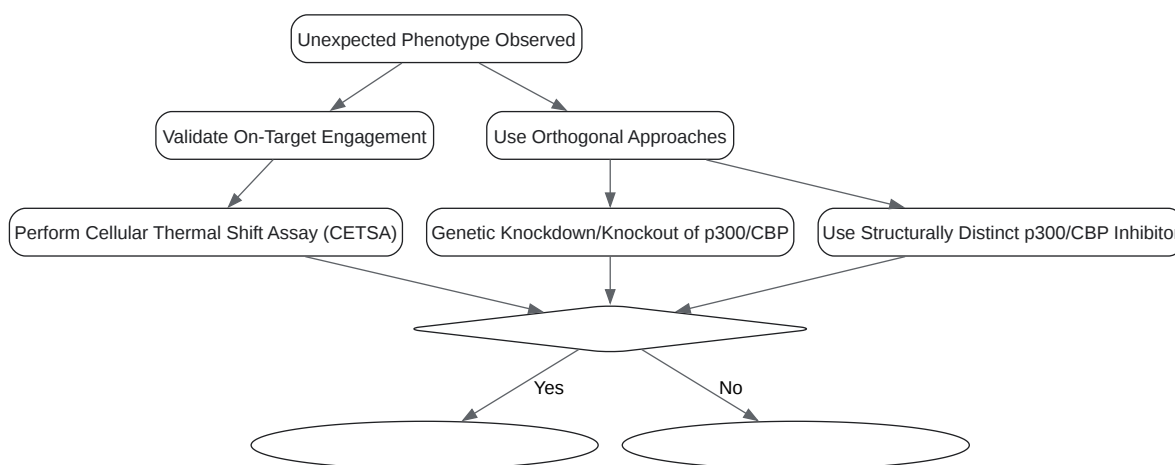 Unexpected Phenotype Observed
Validate On-Target Engagement
Use Orthogonal Approaches
Perform Cellular Thermal Shift Assay (CETSA)
Genetic Knockdown/Knockout of p300/CBP
Use Structurally Distinct p300/CBP Inhibitor
Yes
No